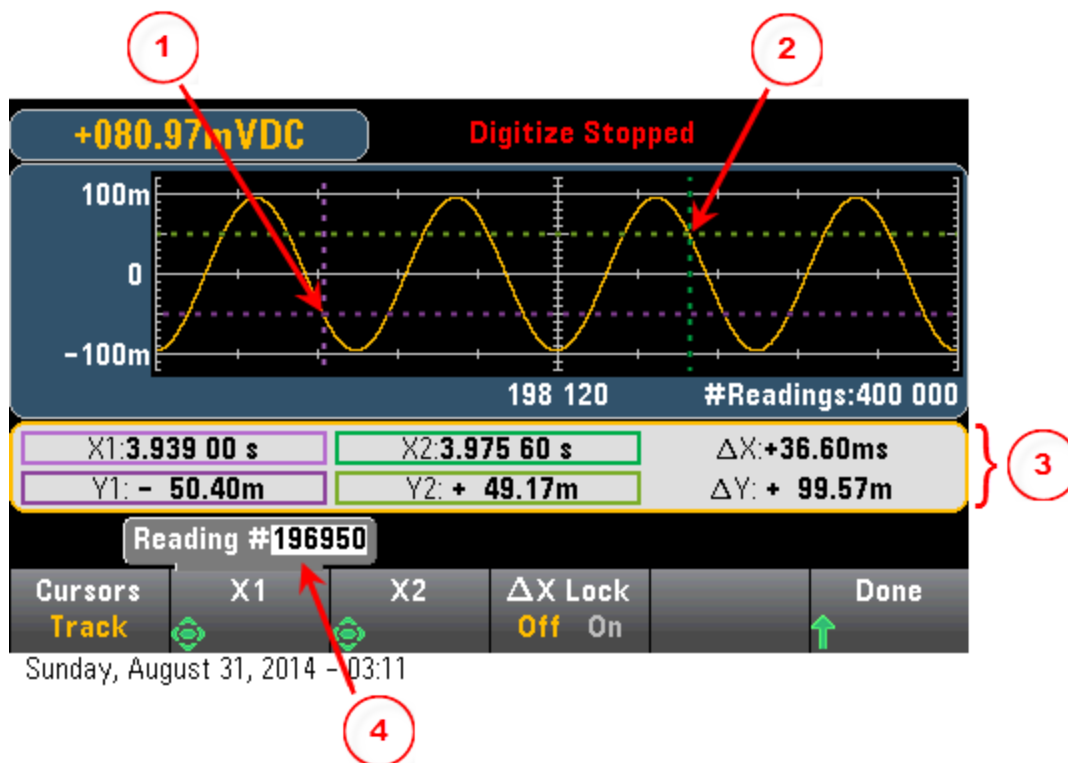 1 2
+080.97mVDC Digitize Stopped
100m
0
-100m
198 120 #Readings:400 000
X1:3.939 00 s X2:3.975 60 s ΔX:+36.60ms
Y1: - 50.40m Y2: + 49.17m ΔY: + 99.57m
3
Reading #196950
Cursors X1 X2 ΔX Lock Done
Track Off On
Sunday, August 31, 2014 - 03:11
4